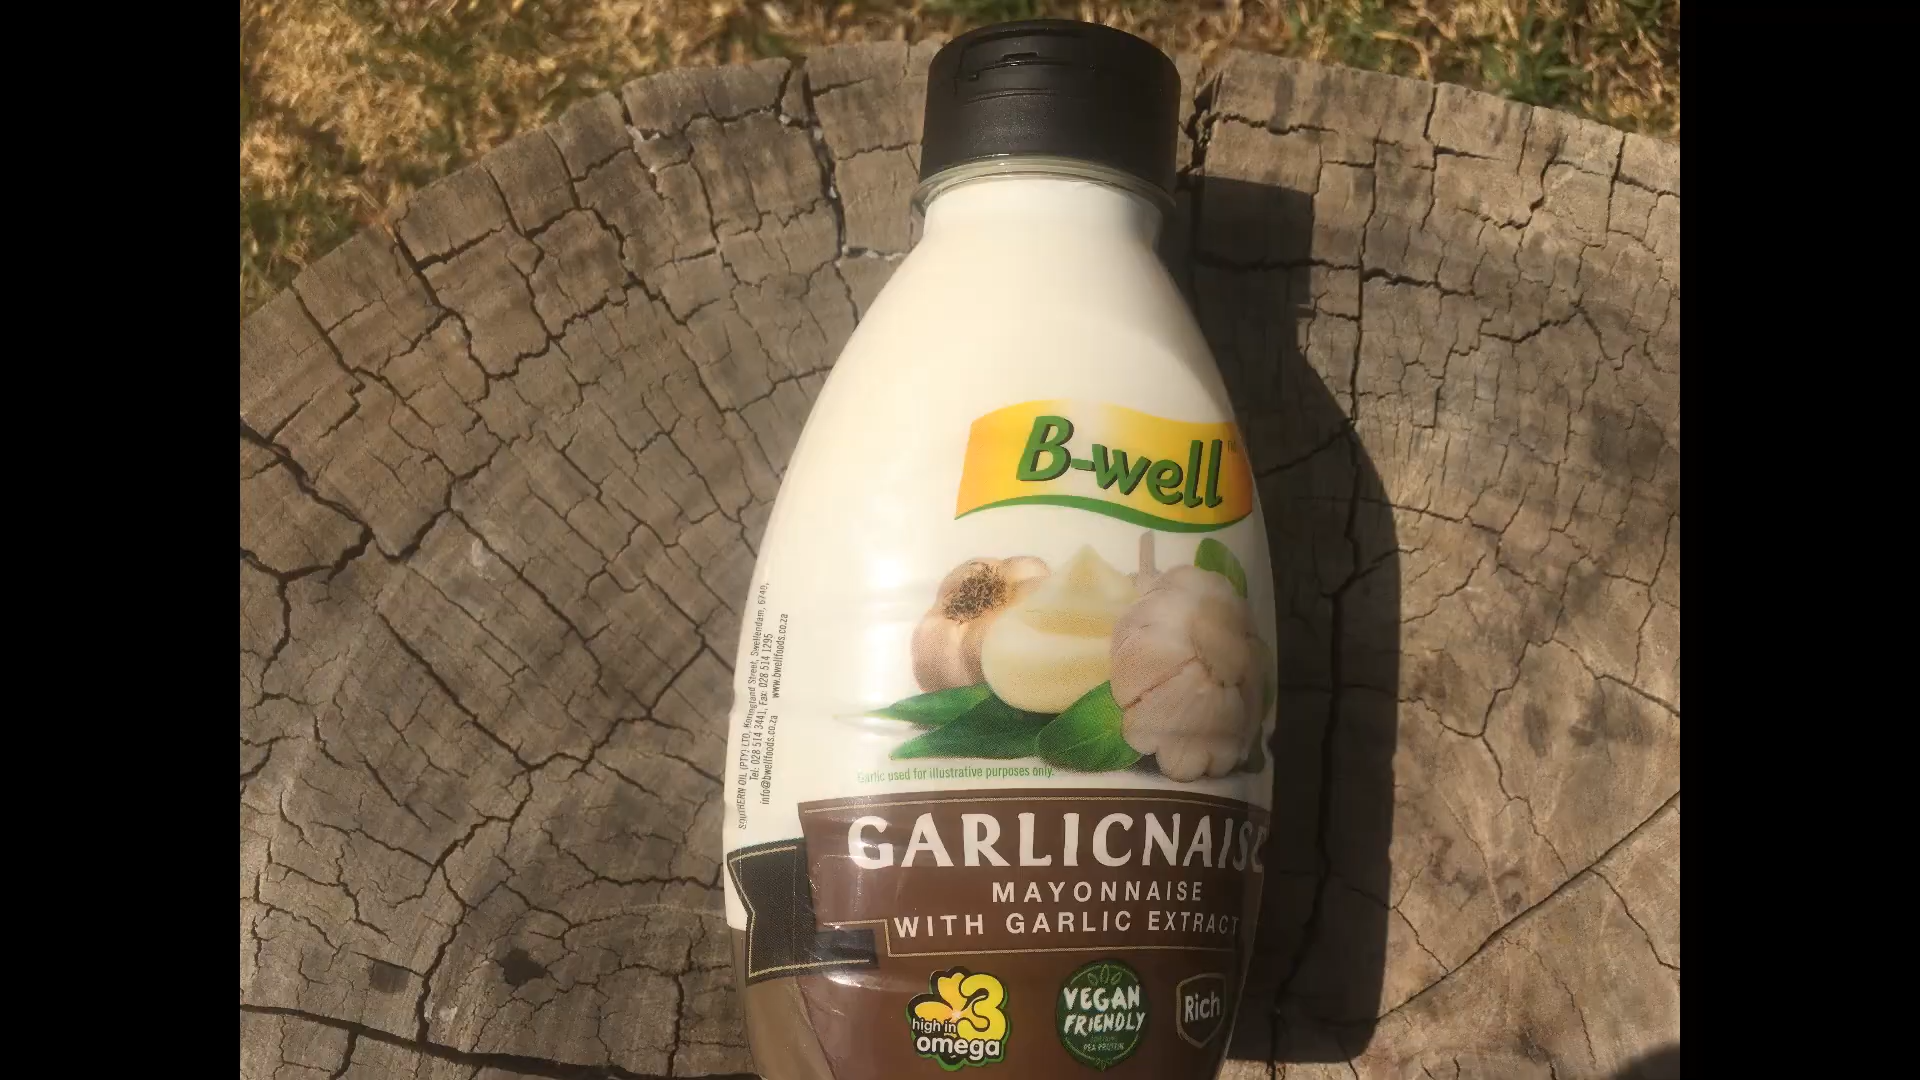 B-well
Garlic used for illustrative purposes only.
GARLICNAISE
MAYONNAISE
WITH GARLIC EXTRACT
high in 3
omega
VEGAN
FRIENDLY
PEA PROTEIN
Rich
SOUTHERN OIL (PTY) LTD, Koringland Street, Swellendam, 6740,
Tel: 028 514 3441, Fax: 028 514 1295
info@bwellfoods.co.za www.bwellfoods.co.za